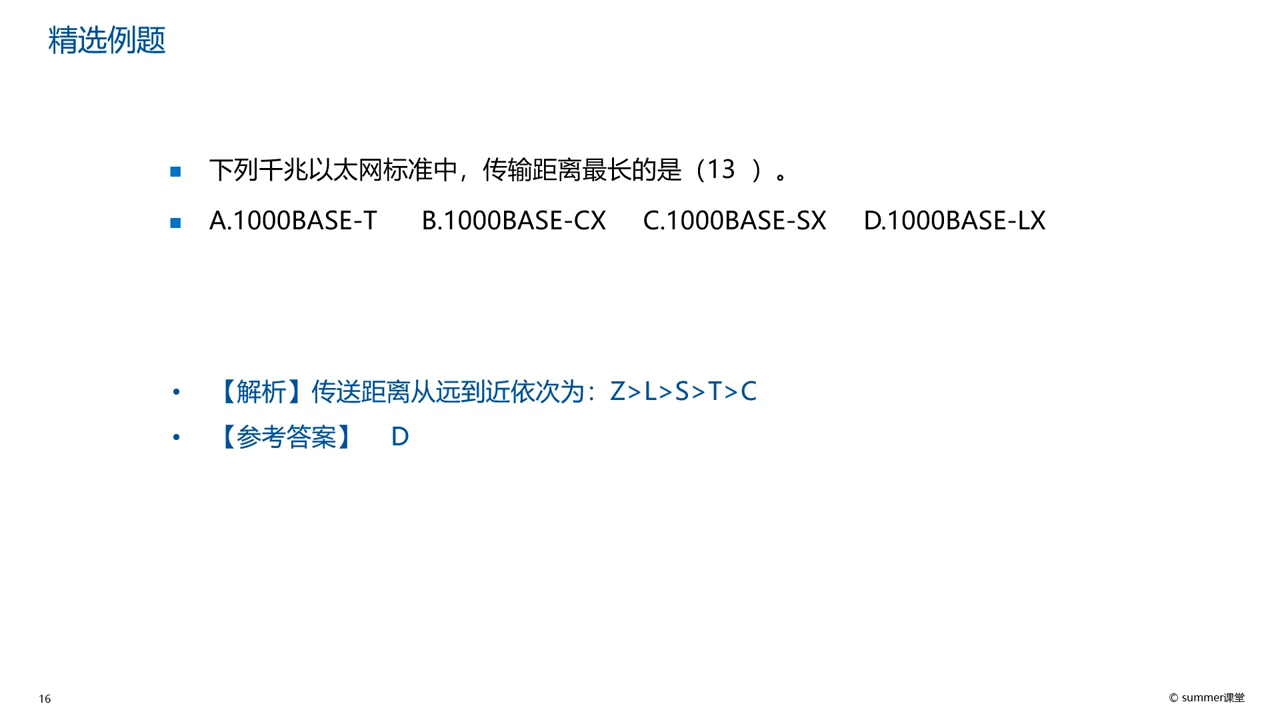 精选例题
下列千兆以太网标准中，传输距离最长的是（13 ）。
A.1000BASE-T B.1000BASE-CX C.1000BASE-SX D.1000BASE-LX
【解析】传送距离从远到近依次为：Z>L>S>T>C
【参考答案】 D
16
© summer课堂